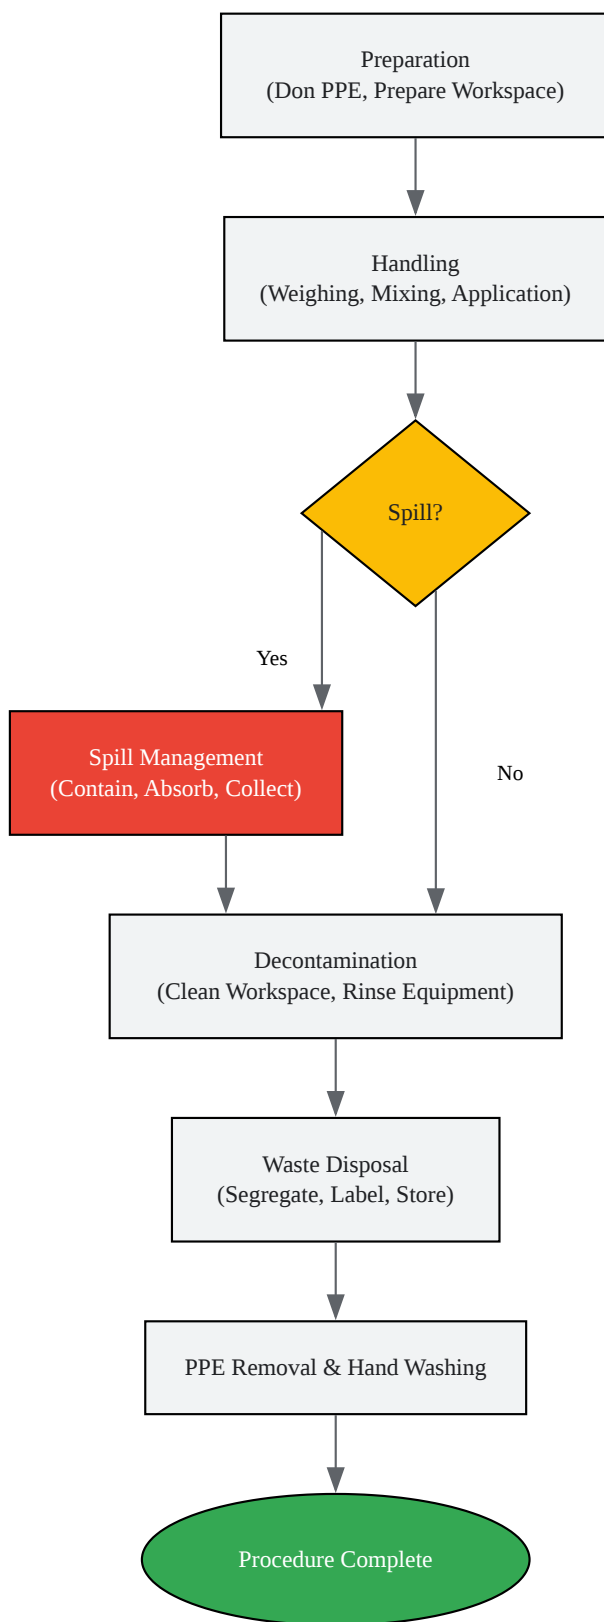 Preparation
(Don PPE, Prepare Workspace)
Handling
(Weighing, Mixing, Application)
Spill?
Yes
Spill Management
(Contain, Absorb, Collect)
No
Decontamination
(Clean Workspace, Rinse Equipment)
Waste Disposal
(Segregate, Label, Store)
PPE Removal & Hand Washing
Procedure Complete